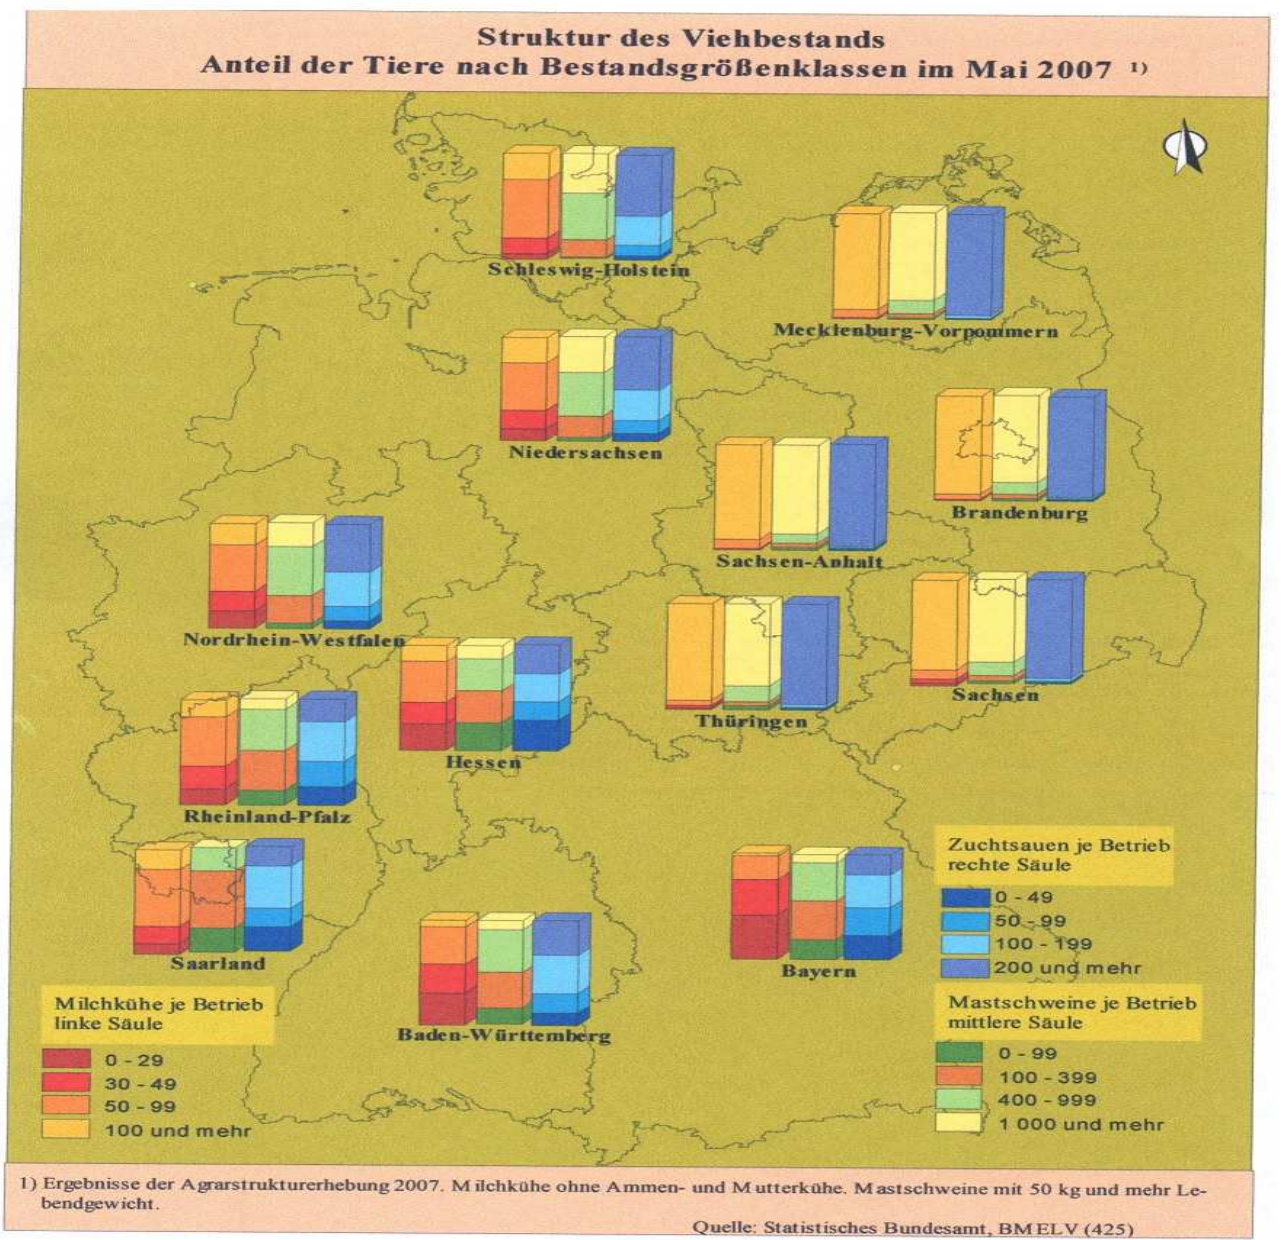 Struktur des Viehbestands
Anteil der Tiere nach Bestandsgrößenklassen im Mai 2007 1)
Schleswig-Holstein
Mecklenburg-Vorpommern
Niedersachsen
Brandenburg
Sachsen-Anhalt
Nordrhein-Westfalen
Sachsen
Thüringen
Hessen
Rheinland-Pfalz
Saarland
Bayern
Baden-Württemberg
Zuchtsauen je Betrieb
rechte Säule
0 - 49
50 - 99
100 - 199
200 und mehr
Milchkühe je Betrieb
linke Säule
0 - 29
30 - 49
50 - 99
100 und mehr
Mastschweine je Betrieb
mittlere Säule
0 - 99
100 - 399
400 - 999
1 000 und mehr
1) Ergebnisse der Agrarstrukturerhebung 2007. Milchkühe ohne Ammen- und Mutterkühe. Mastschweine mit 50 kg und mehr Le-
bendgewicht.
Quelle: Statistisches Bundesamt, BMELV (425)